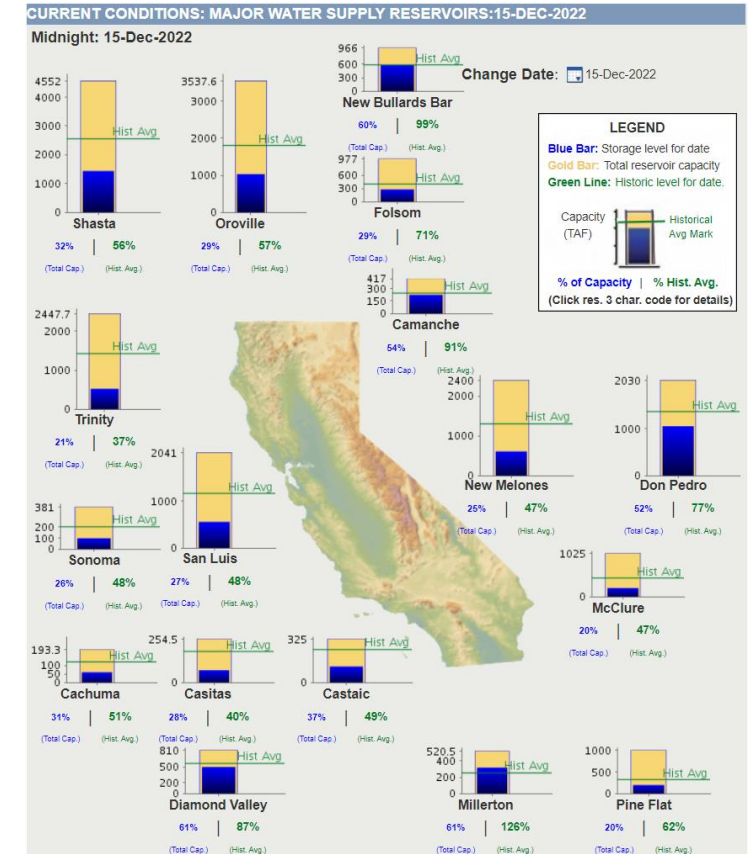 CURRENT CONDITIONS: MAJOR WATER SUPPLY RESERVOIRS:15-DEC-2022
Midnight: 15-Dec-2022
Change Date: 15-Dec-2022
4552
4000
3000
2000
1000
0
Hist Avg
Shasta
32% | 56%
(Total Cap.) (Hist. Avg.)
3537.6
3000
2000
1000
0
Hist Avg
Oroville
29% | 57%
(Total Cap.) (Hist. Avg.)
966
600
300
0
Hist Avg
New Bullards Bar
60% | 99%
(Total Cap.) (Hist. Avg.)
977
600
300
0
Hist Avg
Folsom
29% | 71%
(Total Cap.) (Hist. Avg.)
417
300
150
0
Hist Avg
Camanche
54% | 91%
(Total Cap.) (Hist. Avg.)
LEGEND
Blue Bar: Storage level for date
Gold Bar: Total reservoir capacity
Green Line: Historic level for date.
Capacity
(TAF)
Historical
Avg Mark
% of Capacity | % Hist. Avg.
(Click res. 3 char. code for details)
2447.7
2000
1000
0
Hist Avg
Trinity
21% | 37%
(Total Cap.) (Hist. Avg.)
2400
2000
1000
0
Hist Avg
New Melones
25% | 47%
(Total Cap.) (Hist. Avg.)
2030
1000
0
Hist Avg
Don Pedro
52% | 77%
(Total Cap.) (Hist. Avg.)
381
200
100
0
Hist Avg
Sonoma
26% | 48%
(Total Cap.) (Hist. Avg.)
2041
1000
0
Hist Avg
San Luis
27% | 48%
(Total Cap.) (Hist. Avg.)
1025
0
Hist Avg
McClure
20% | 47%
(Total Cap.) (Hist. Avg.)
193.3
100
50
0
Hist Avg
Cachuma
31% | 51%
(Total Cap.) (Hist. Avg.)
254.5
0
Hist Avg
Casitas
28% | 40%
(Total Cap.) (Hist. Avg.)
325
0
Hist Avg
Castaic
37% | 49%
(Total Cap.) (Hist. Avg.)
810
500
200
0
Hist Avg
Diamond Valley
61% | 87%
(Total Cap.) (Hist. Avg.)
520.5
400
200
0
Hist Avg
Millerton
61% | 126%
(Total Cap.) (Hist. Avg.)
1000
500
0
Hist Avg
Pine Flat
20% | 62%
(Total Cap.) (Hist. Avg.)